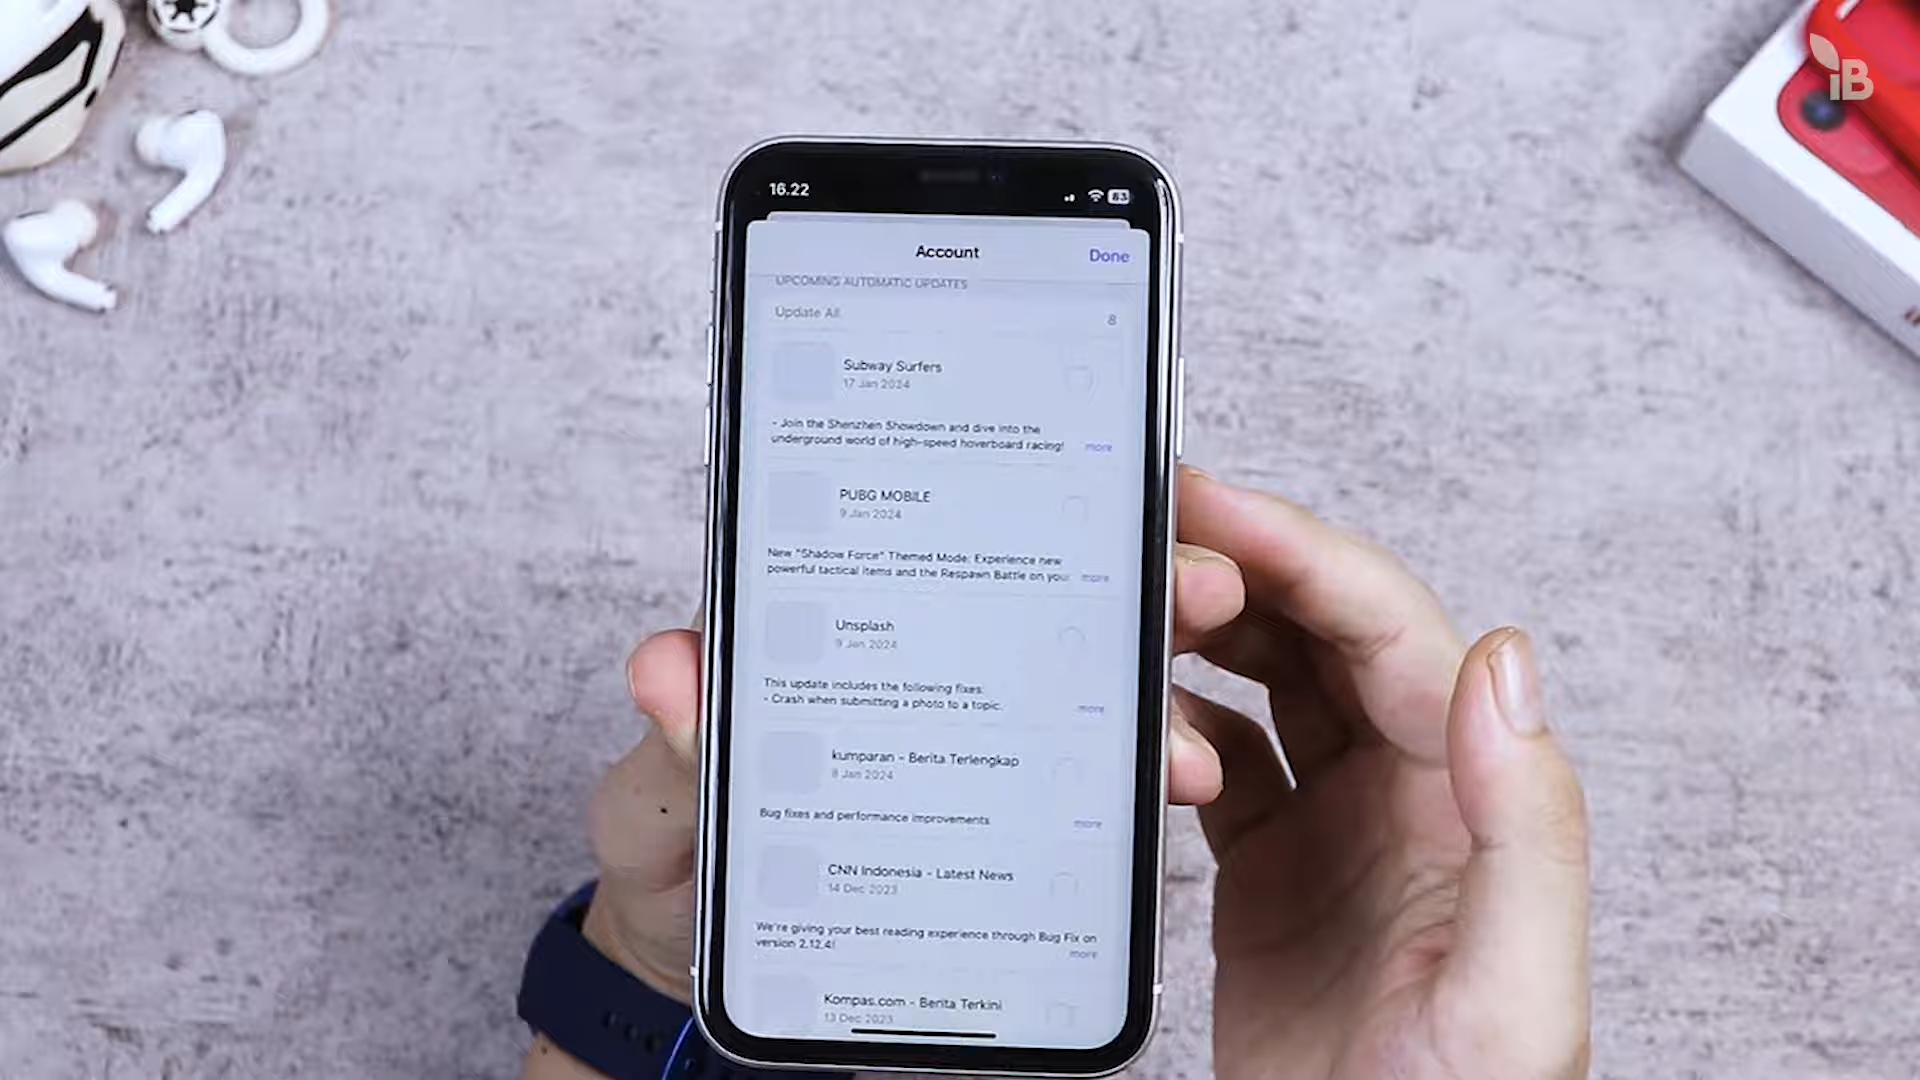 iB
16.22
83
Account
Done
UPCOMING AUTOMATIC UPDATES
Update All
8
Subway Surfers
17 Jan 2024
- Join the Shenzhen Showdown and dive into the
underground world of high-speed hoverboard racing!
more
PUBG MOBILE
9 Jan 2024
New "Shadow Force" Themed Mode: Experience new
powerful tactical items and the Respawn Battle on you
more
Unsplash
9 Jan 2024
This update includes the following fixes:
- Crash when submitting a photo to a topic.
more
kumparan - Berita Terlengkap
8 Jan 2024
Bug fixes and performance improvements
more
CNN Indonesia - Latest News
14 Dec 2023
We're giving your best reading experience through Bug Fix on
version 2.12.4!
more
Kompas.com - Berita Terkini
13 Dec 2023